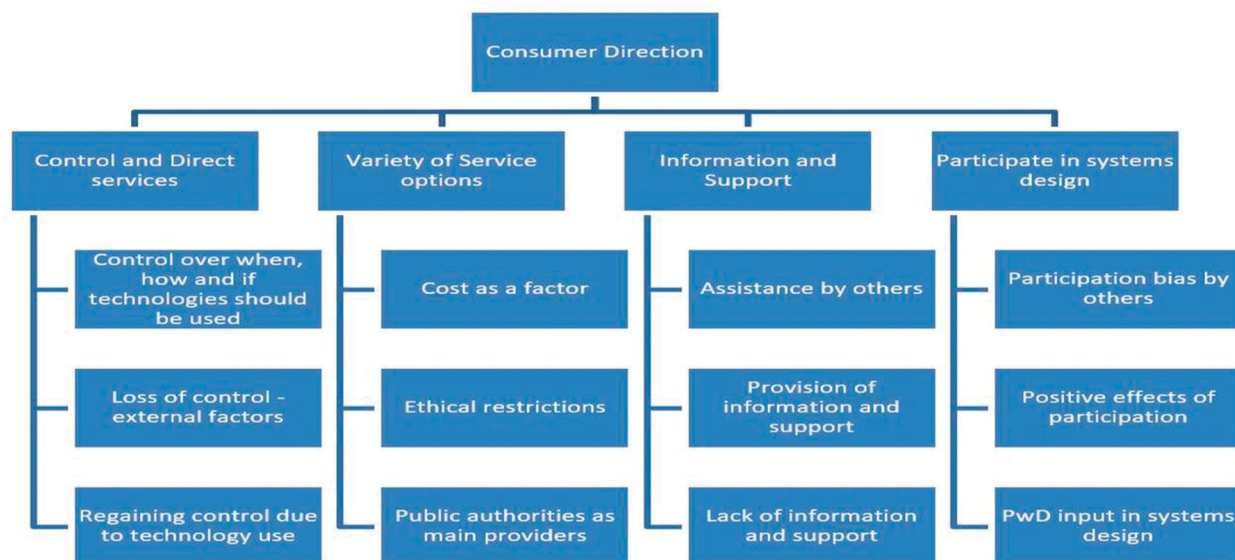 Consumer Direction
Control and Direct
services
Variety of Service
options
Information and
Support
Participate in systems
design
Control over when,
how and if
technologies should
be used
Cost as a factor
Assistance by others
Participation bias by
others
Loss of control -
external factors
Ethical restrictions
Provision of
information and
support
Positive effects of
participation
Regaining control due
to technology use
Public authorities as
main providers
Lack of information
and support
PwD input in systems
design